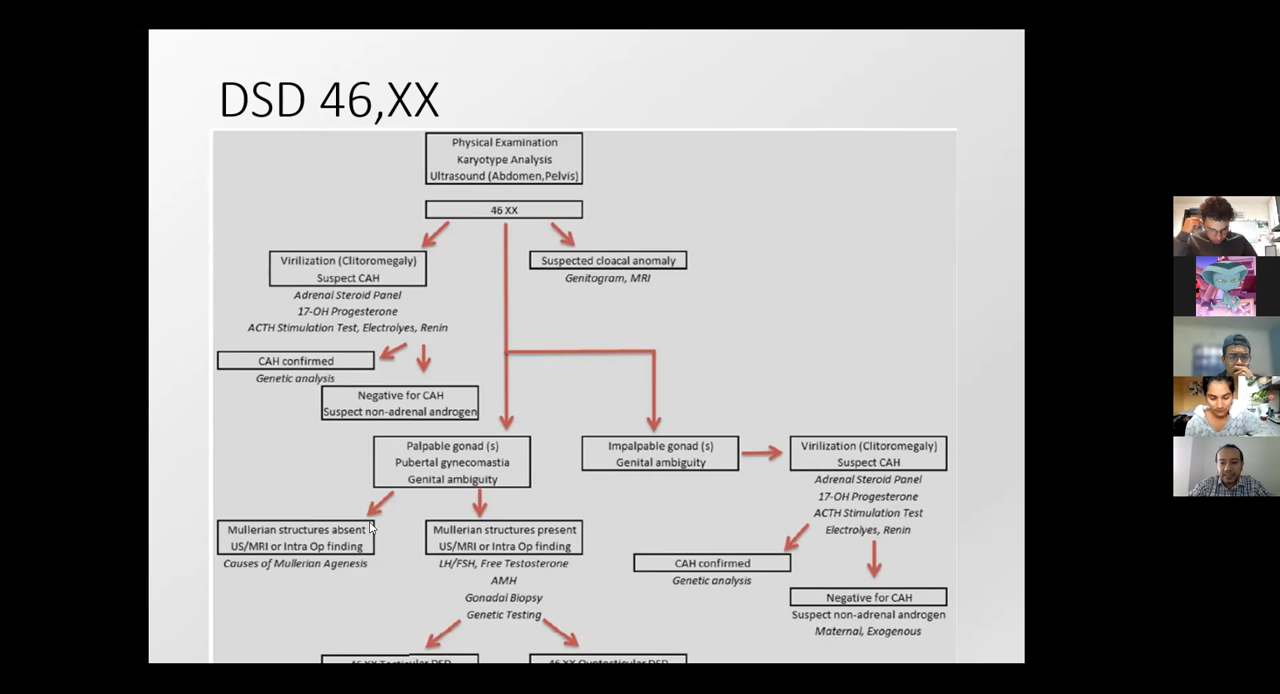 DSD 46,XX
Physical Examination
Karyotype Analysis
Ultrasound (Abdomen,Pelvis)
46 XX
Virilization (Clitoromegaly)
Suspect CAH
Adrenal Steroid Panel
17-OH Progesterone
ACTH Stimulation Test, Electrolyes, Renin
Suspected cloacal anomaly
Genitogram, MRI
CAH confirmed
Genetic analysis
Negative for CAH
Suspect non-adrenal androgen
Palpable gonad (s)
Pubertal gynecomastia
Genital ambiguity
Impalpable gonad (s)
Genital ambiguity
Virilization (Clitoromegaly)
Suspect CAH
Adrenal Steroid Panel
17-OH Progesterone
ACTH Stimulation Test
Electrolyes, Renin
Mullerian structures absent
US/MRI or Intra Op finding
Causes of Mullerian Agenesis
Mullerian structures present
US/MRI or Intra Op finding
LH/FSH, Free Testosterone
AMH
Gonadal Biopsy
Genetic Testing
CAH confirmed
Genetic analysis
Negative for CAH
Suspect non-adrenal androgen
Maternal, Exogenous
46 XX Testicular DSD
46 XX Ovotesticular DSD